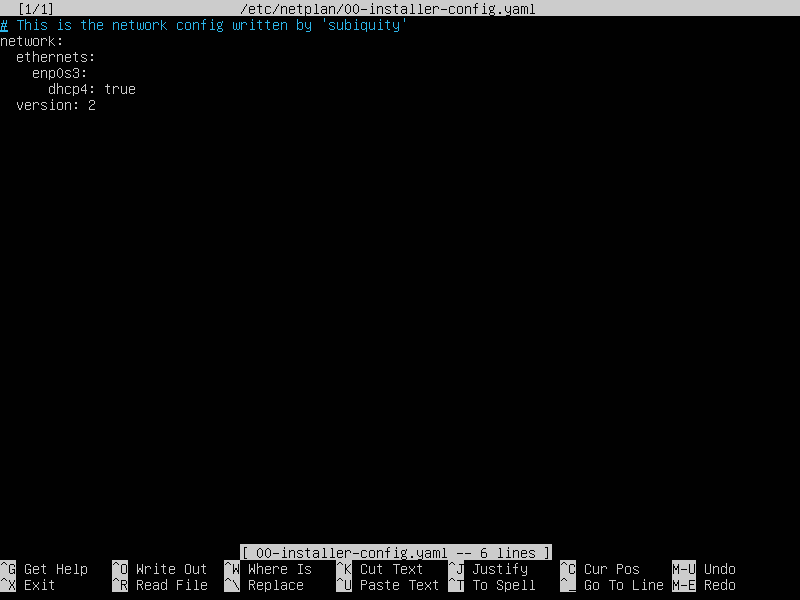 [1/1] /etc/netplan/00-installer-config.yaml
# This is the network config written by 'subiquity'
network:
  ethernets:
    enp0s3:
      dhcp4: true
  version: 2
[ 00-installer-config.yaml -- 6 lines ]
^G Get Help ^O Write Out ^W Where Is ^K Cut Text ^J Justify ^C Cur Pos M-U Undo
^X Exit ^R Read File ^\ Replace ^U Paste Text ^T To Spell ^_ Go To Line M-E Redo